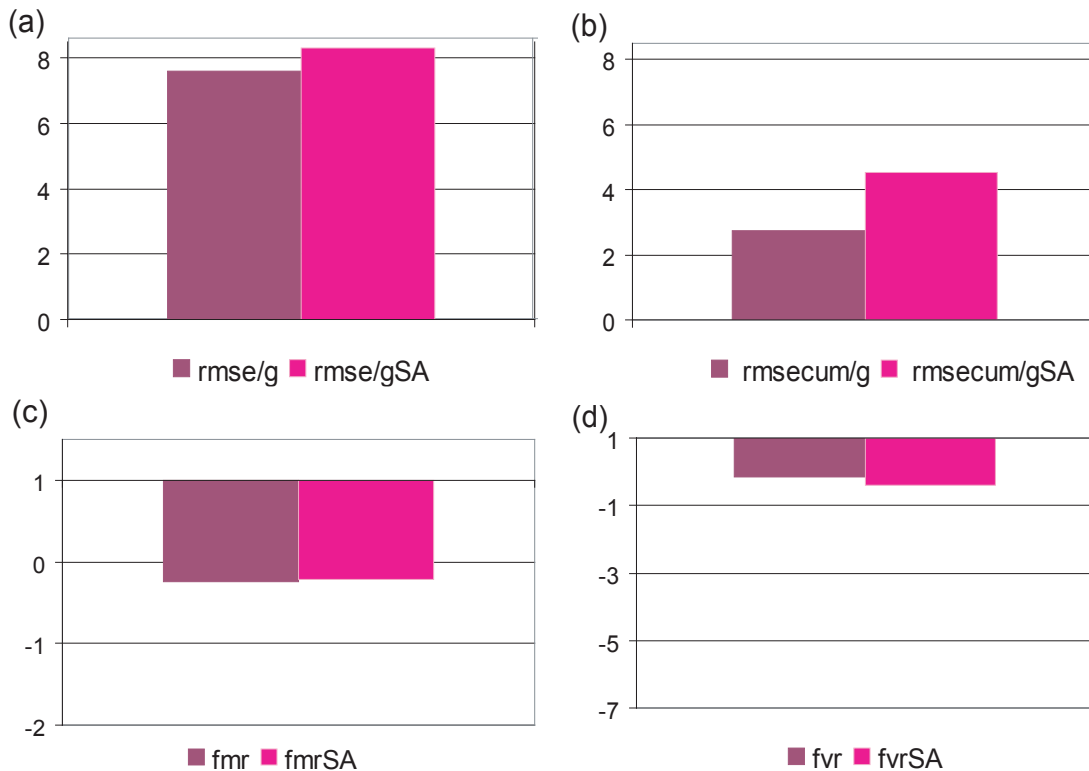 (a)
8
6
4
2
0
rmse/g rmse/gSA
(b)
8
6
4
2
0
rmsecum/g rmsecum/gSA
(c)
1
0
-1
-2
fmr fmrSA
(d)
1
-1
-3
-5
-7
fvr fvrSA